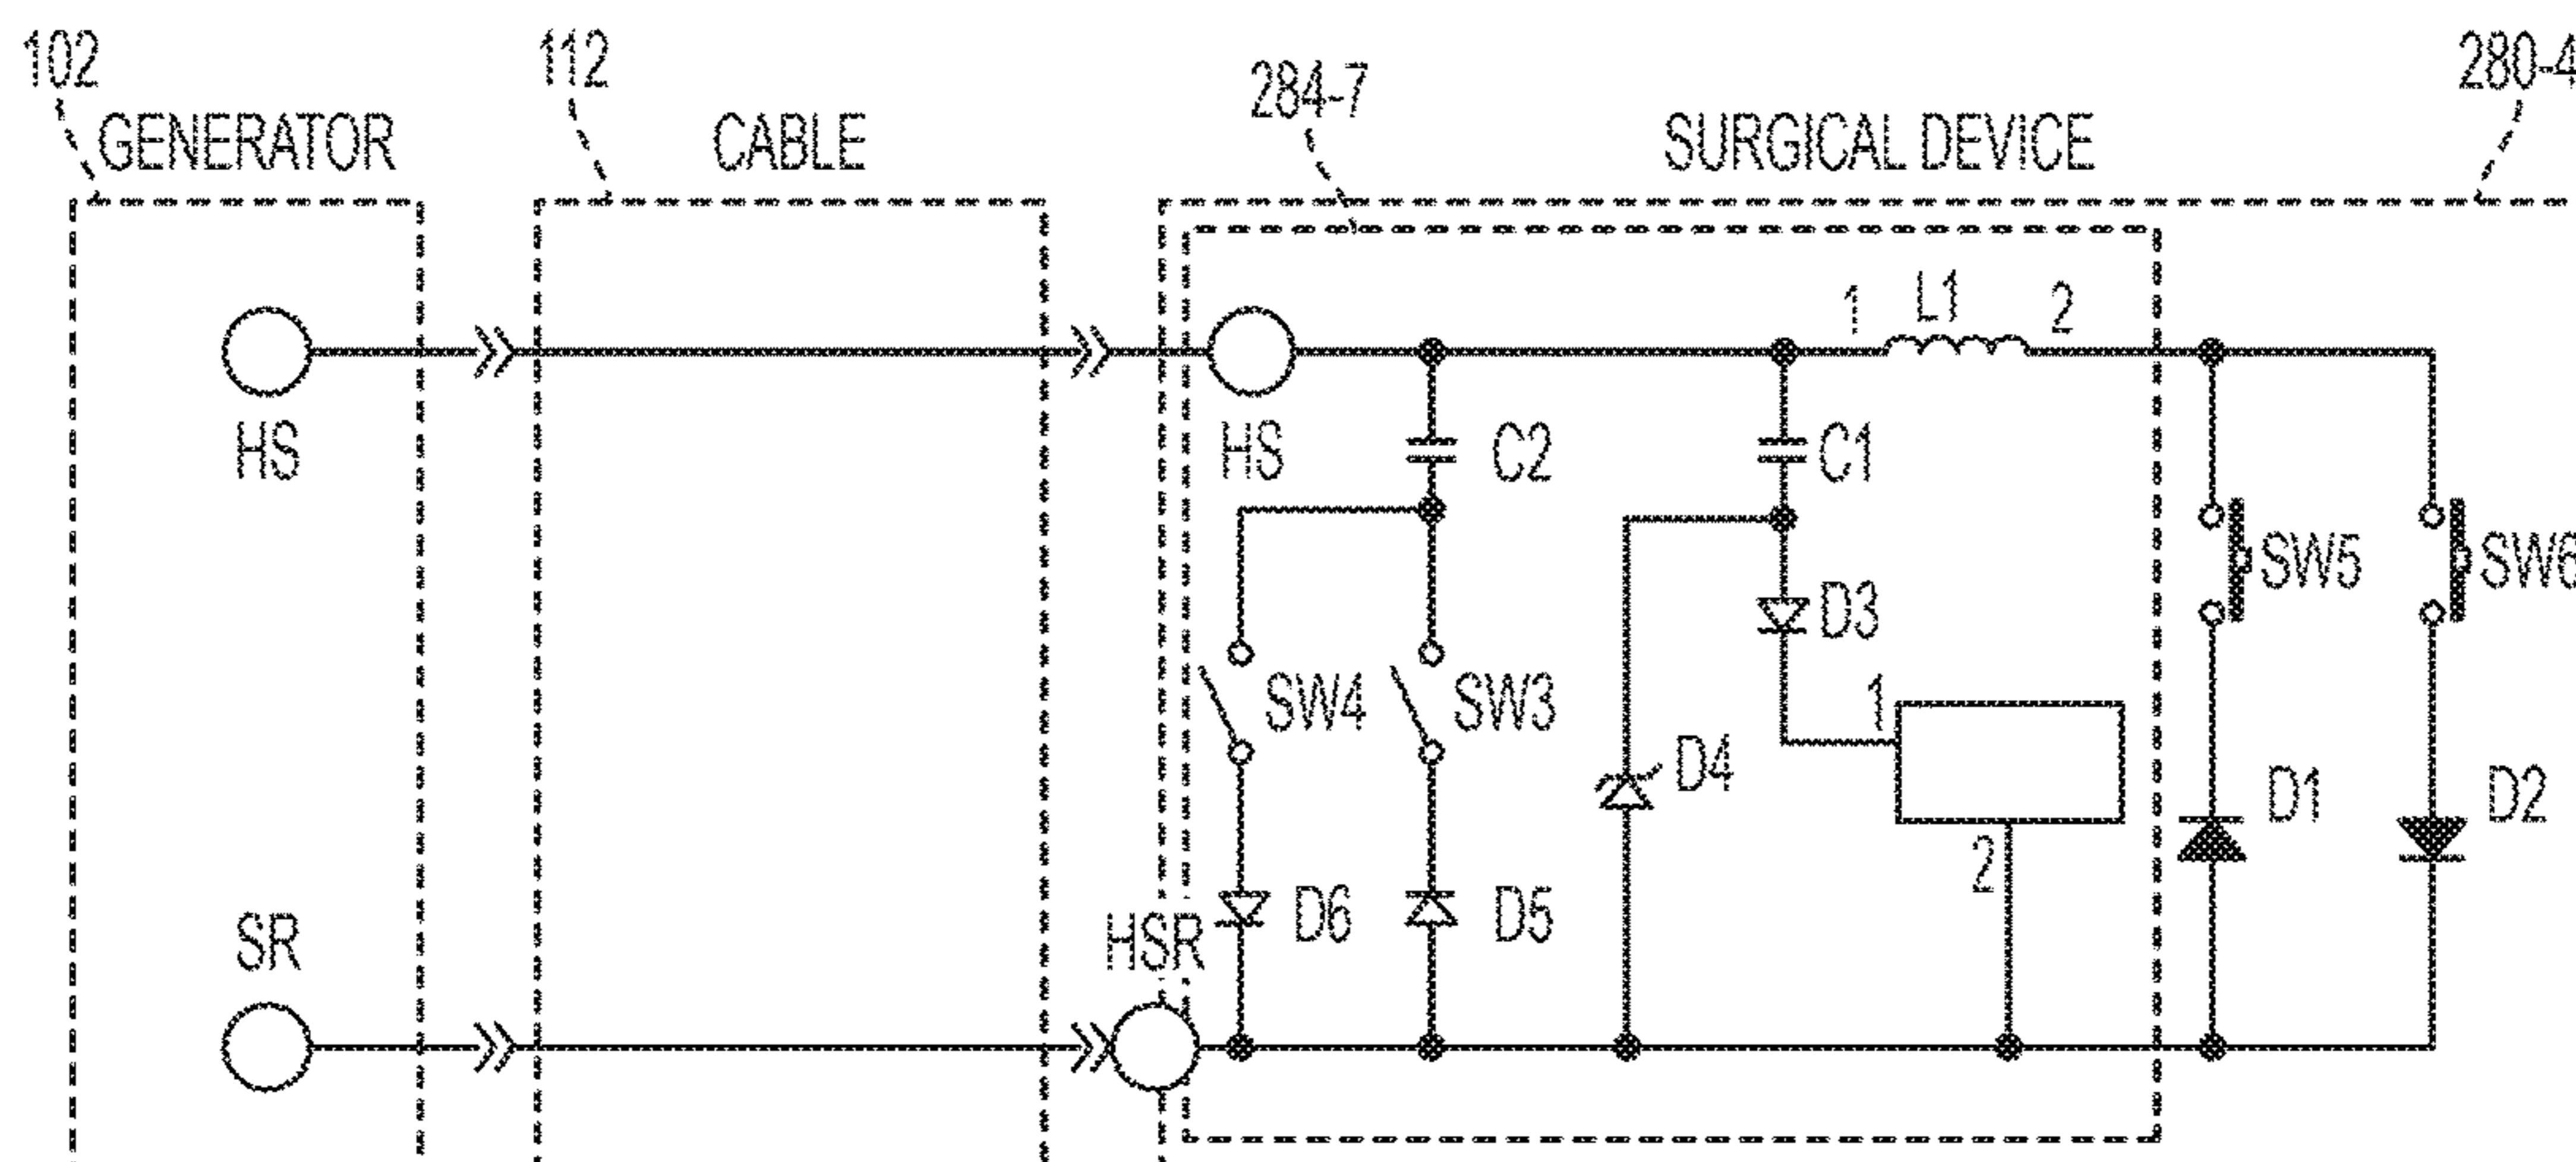 102
112
284-7
280-4
GENERATOR
CABLE
SURGICAL DEVICE
1
L1
2
HS
HS
C2
C1
SW5
SW6
D3
SW4
SW3
1
D4
D1
D2
2
SR
HSR
D6
D5